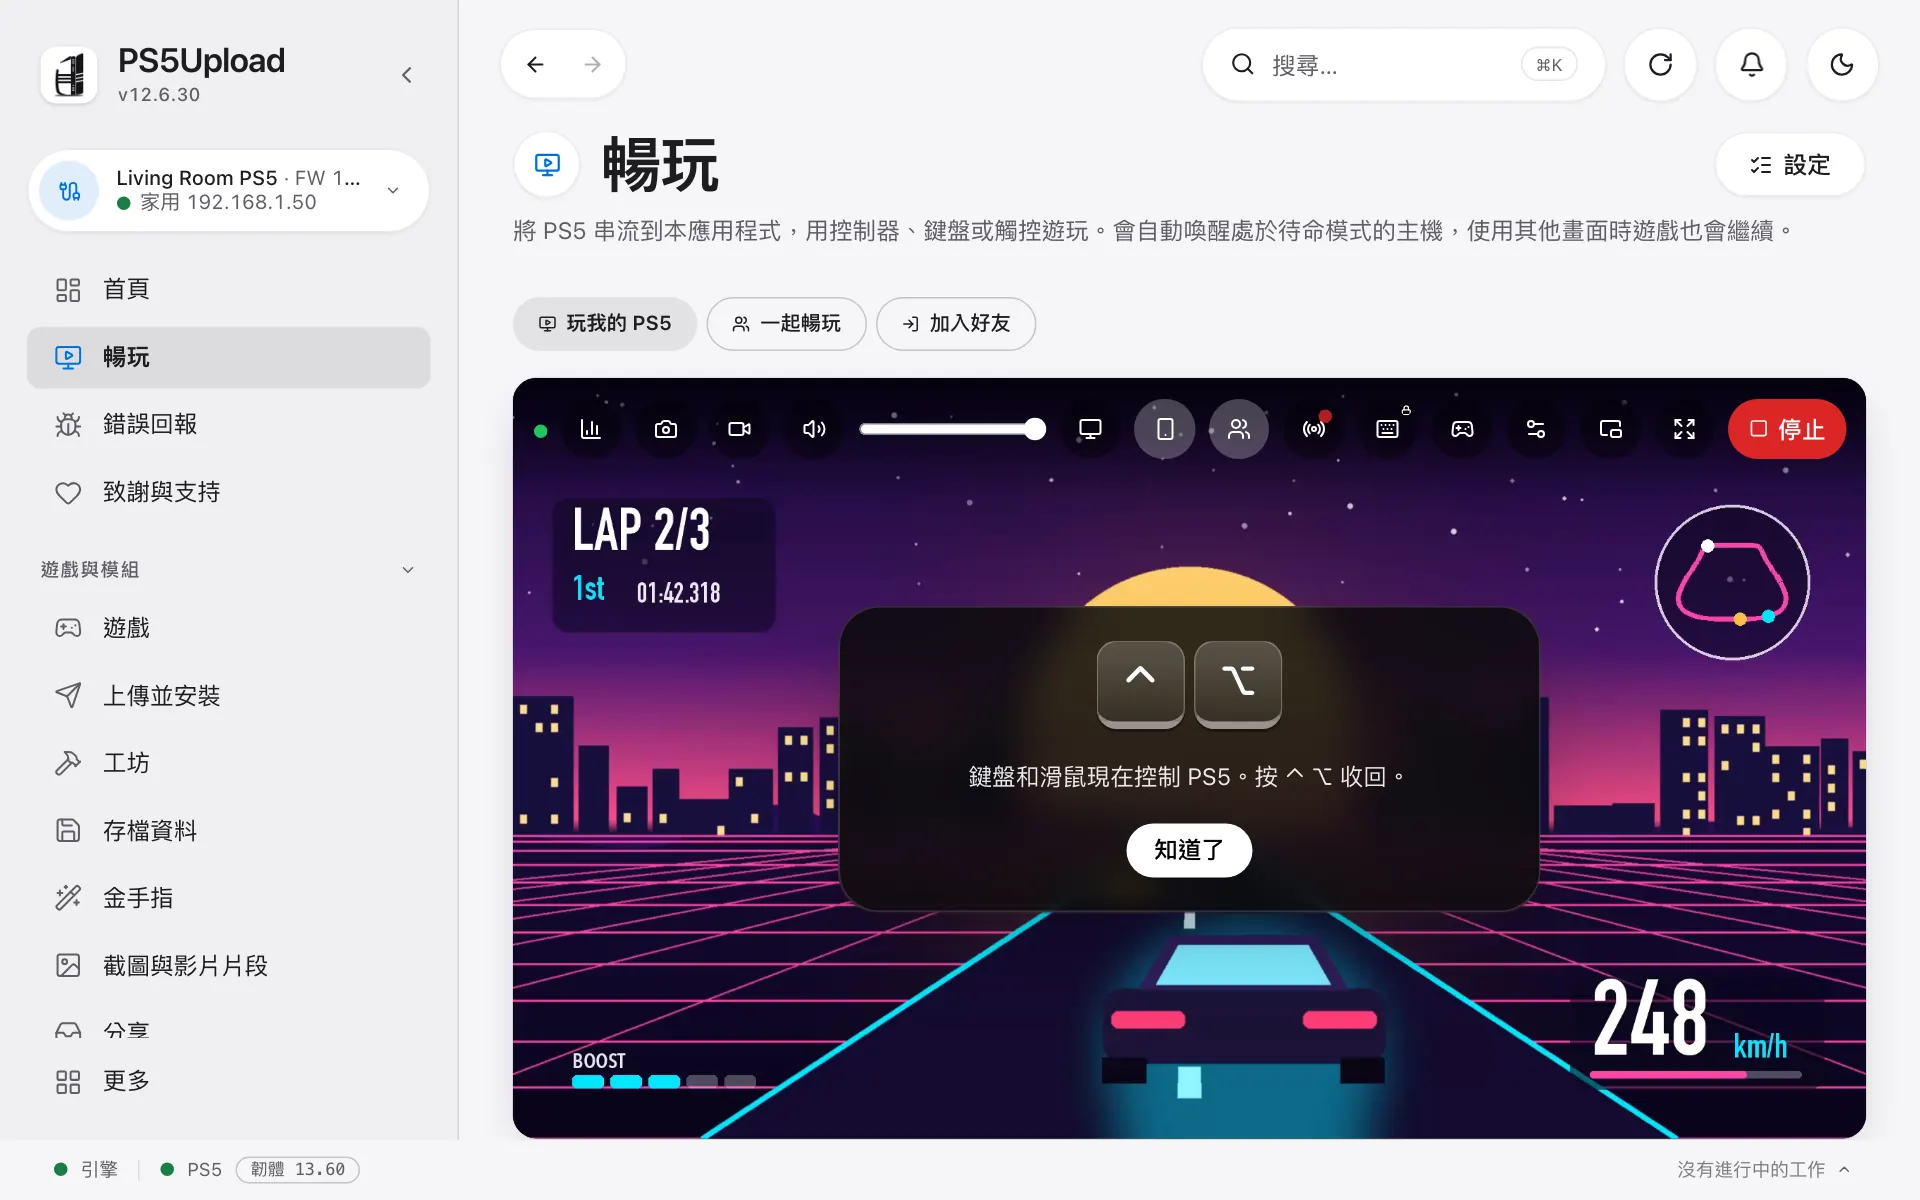 PS5Upload
v12.6.30
Living Room PS5 · FW 1...
家用 192.168.1.50
首頁
暢玩
錯誤回報
致謝與支持
遊戲與模組
遊戲
上傳並安裝
工坊
存檔資料
金手指
截圖與影片片段
分享
更多
搜尋...
⌘K
暢玩
設定
將 PS5 串流到本應用程式，用控制器、鍵盤或觸控遊玩。會自動喚醒處於待命模式的主機，使用其他畫面時遊戲也會繼續。
玩我的 PS5
一起暢玩
加入好友
停止
LAP 2/3
1st 01:42.318
⌃ ⌥
鍵盤和滑鼠現在控制 PS5。按 ⌃ ⌥ 收回。
知道了
BOOST
248 km/h
引擎
PS5
韌體 13.60
沒有進行中的工作